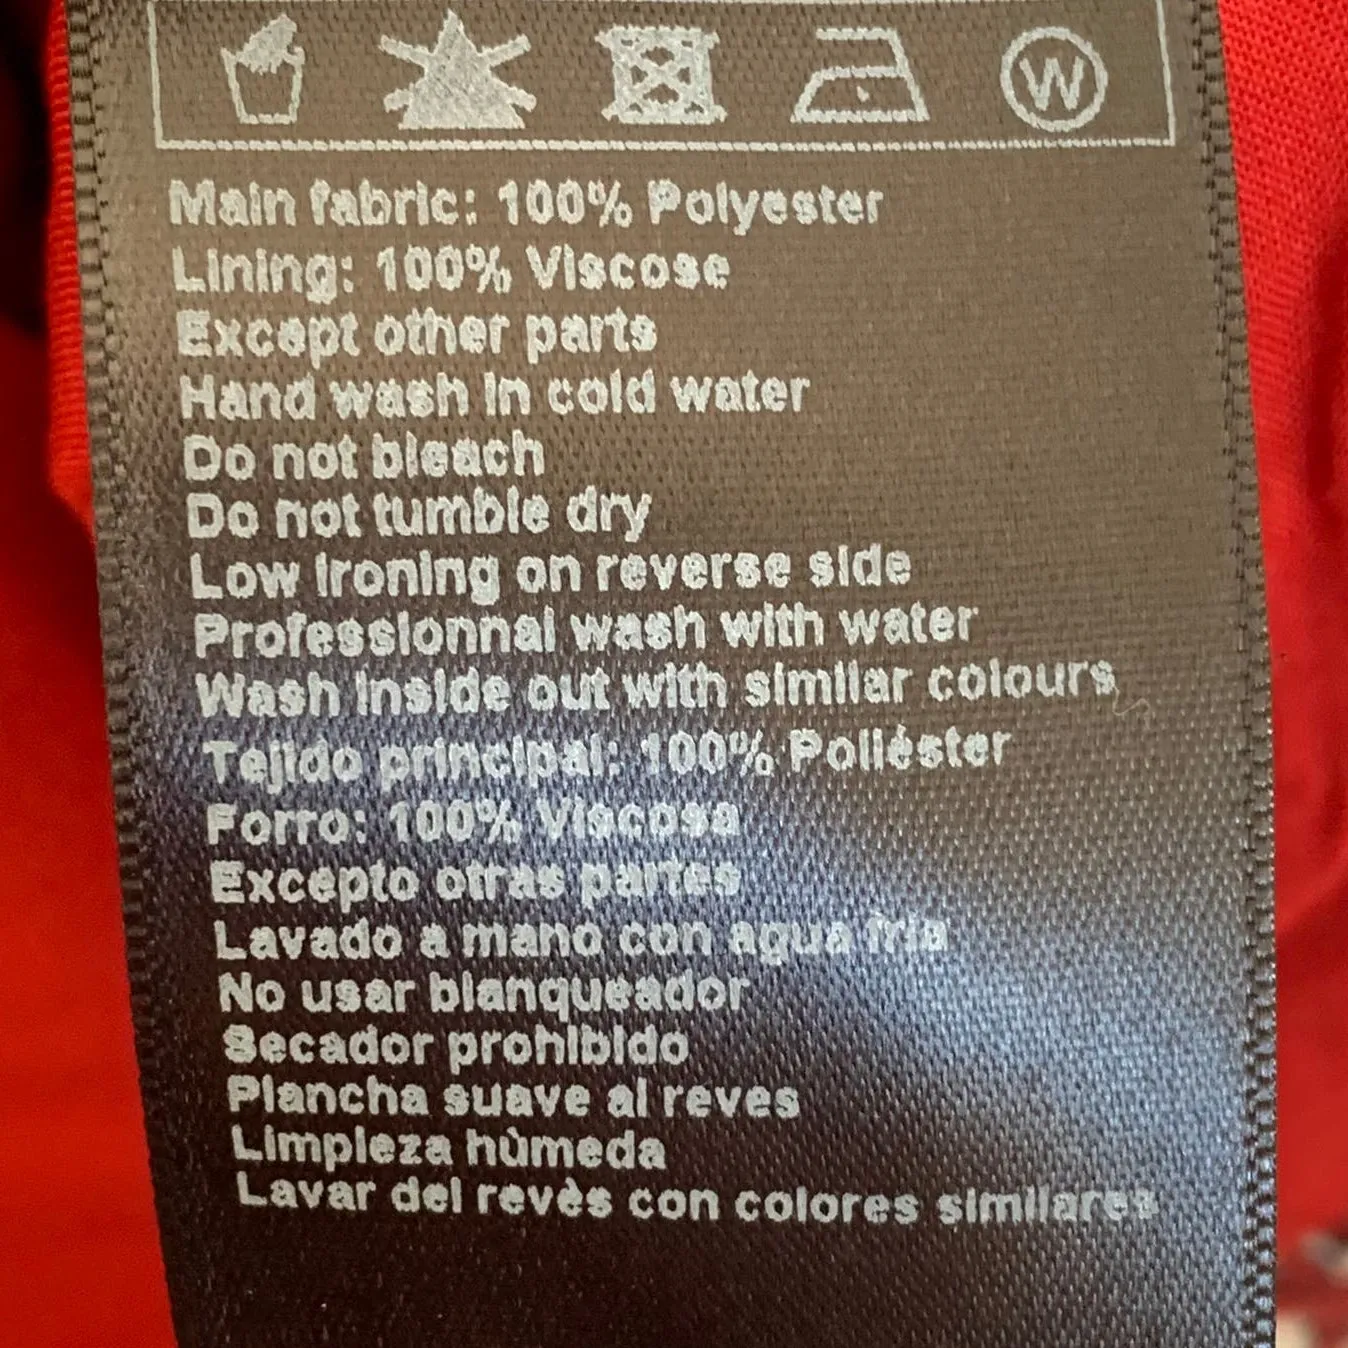 W
Main fabric: 100% Polyester
Lining: 100% Viscose
Except other parts
Hand wash in cold water
Do not bleach
Do not tumble dry
Low ironing on reverse side
Professionnal wash with water
Wash inside out with similar colours
Tejido principal: 100% Polièster
Forro: 100% Viscosa
Excepto otras partes
Lavado a mano con agua fria
No usar blanqueador
Secador prohibido
Plancha suave al reves
Limpieza hùmeda
Lavar del revès con colores similares